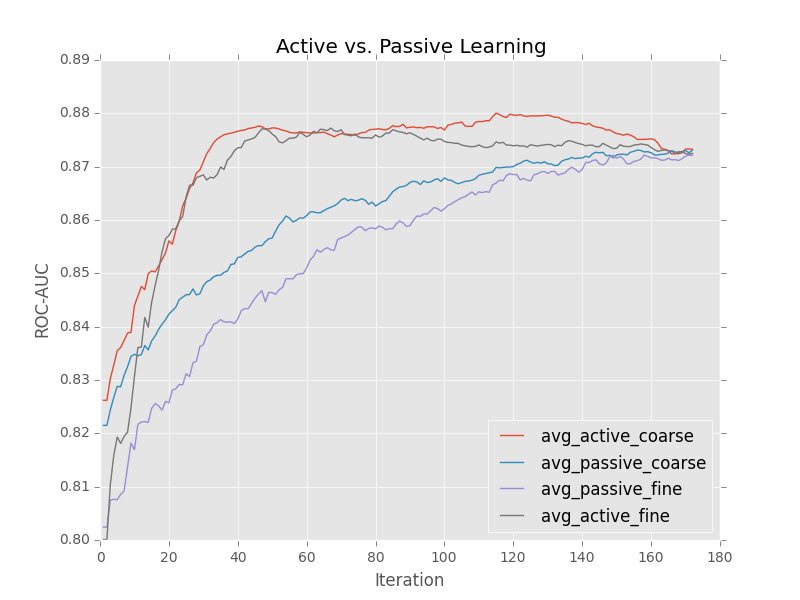 Active vs. Passive Learning
0.89
0.88
0.87
0.86
0.85
0.84
0.83
0.82
0.81
0.80
ROC-AUC
avg_active_coarse
avg_passive_coarse
avg_passive_fine
avg_active_fine
0 20 40 60 80 100 120 140 160 180
Iteration